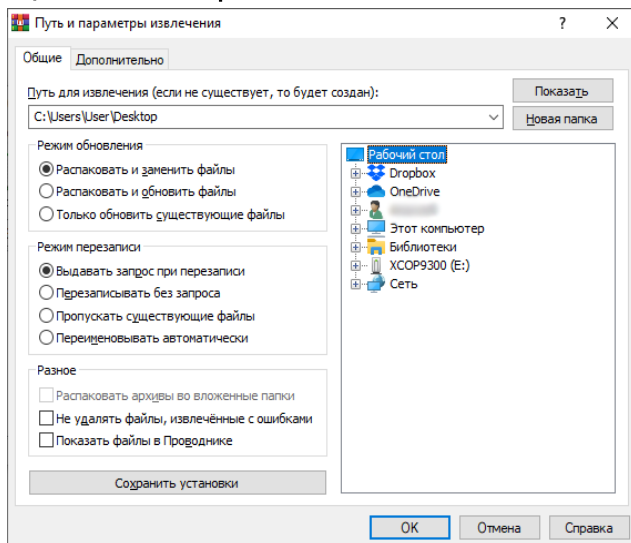 Путь и параметры извлечения
?
Общие Дополнительно
Путь для извлечения (если не существует, то будет создан):
Показать
C:\Users\User\Desktop
Новая папка
Режим обновления
Распаковать и заменить файлы
Распаковать и обновить файлы
Только обновить существующие файлы
Режим перезаписи
Выдавать запрос при перезаписи
Перезаписывать без запроса
Пропускать существующие файлы
Переименовывать автоматически
Разное
Распаковать архивы во вложенные папки
Не удалять файлы, извлечённые с ошибками
Показать файлы в Проводнике
Сохранить установки
Рабочий стол
Dropbox
OneDrive
Этот компьютер
Библиотеки
XCOP9300 (E:)
Сеть
OK Отмена Справка